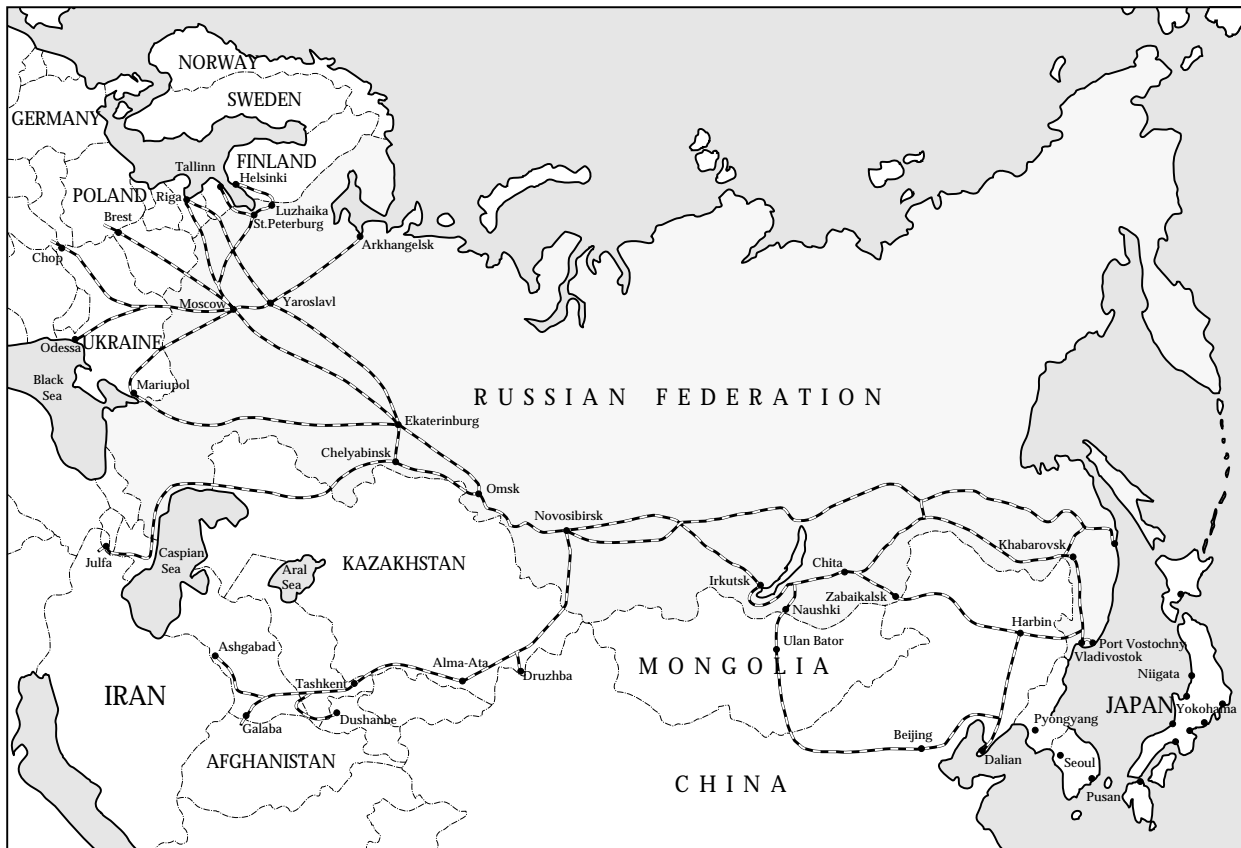 NORWAY
SWEDEN
GERMANY
FINLAND
Tallinn
Helsinki
POLAND
Riga
Luzhaika
Brest
St.Peterburg
Chop
Arkhangelsk
Moscow
Yaroslavl
Odessa
UKRAINE
Black
Sea
Mariupol
RUSSIAN FEDERATION
Ekaterinburg
Chelyabinsk
Omsk
Novosibirsk
Khabarovsk
Julfa
Caspian
Sea
Aral
Sea
KAZAKHSTAN
Irkutsk
Chita
Zabaikalsk
Naushki
Harbin
Ashgabad
Ulan Bator
Port Vostochny
Vladivostok
Alma-Ata
MONGOLIA
Druzhba
Niigata
IRAN
Tashkent
JAPAN
Yokohama
Galaba
Dushanbe
Pyongyang
Beijing
AFGHANISTAN
Dalian
Seoul
CHINA
Pusan